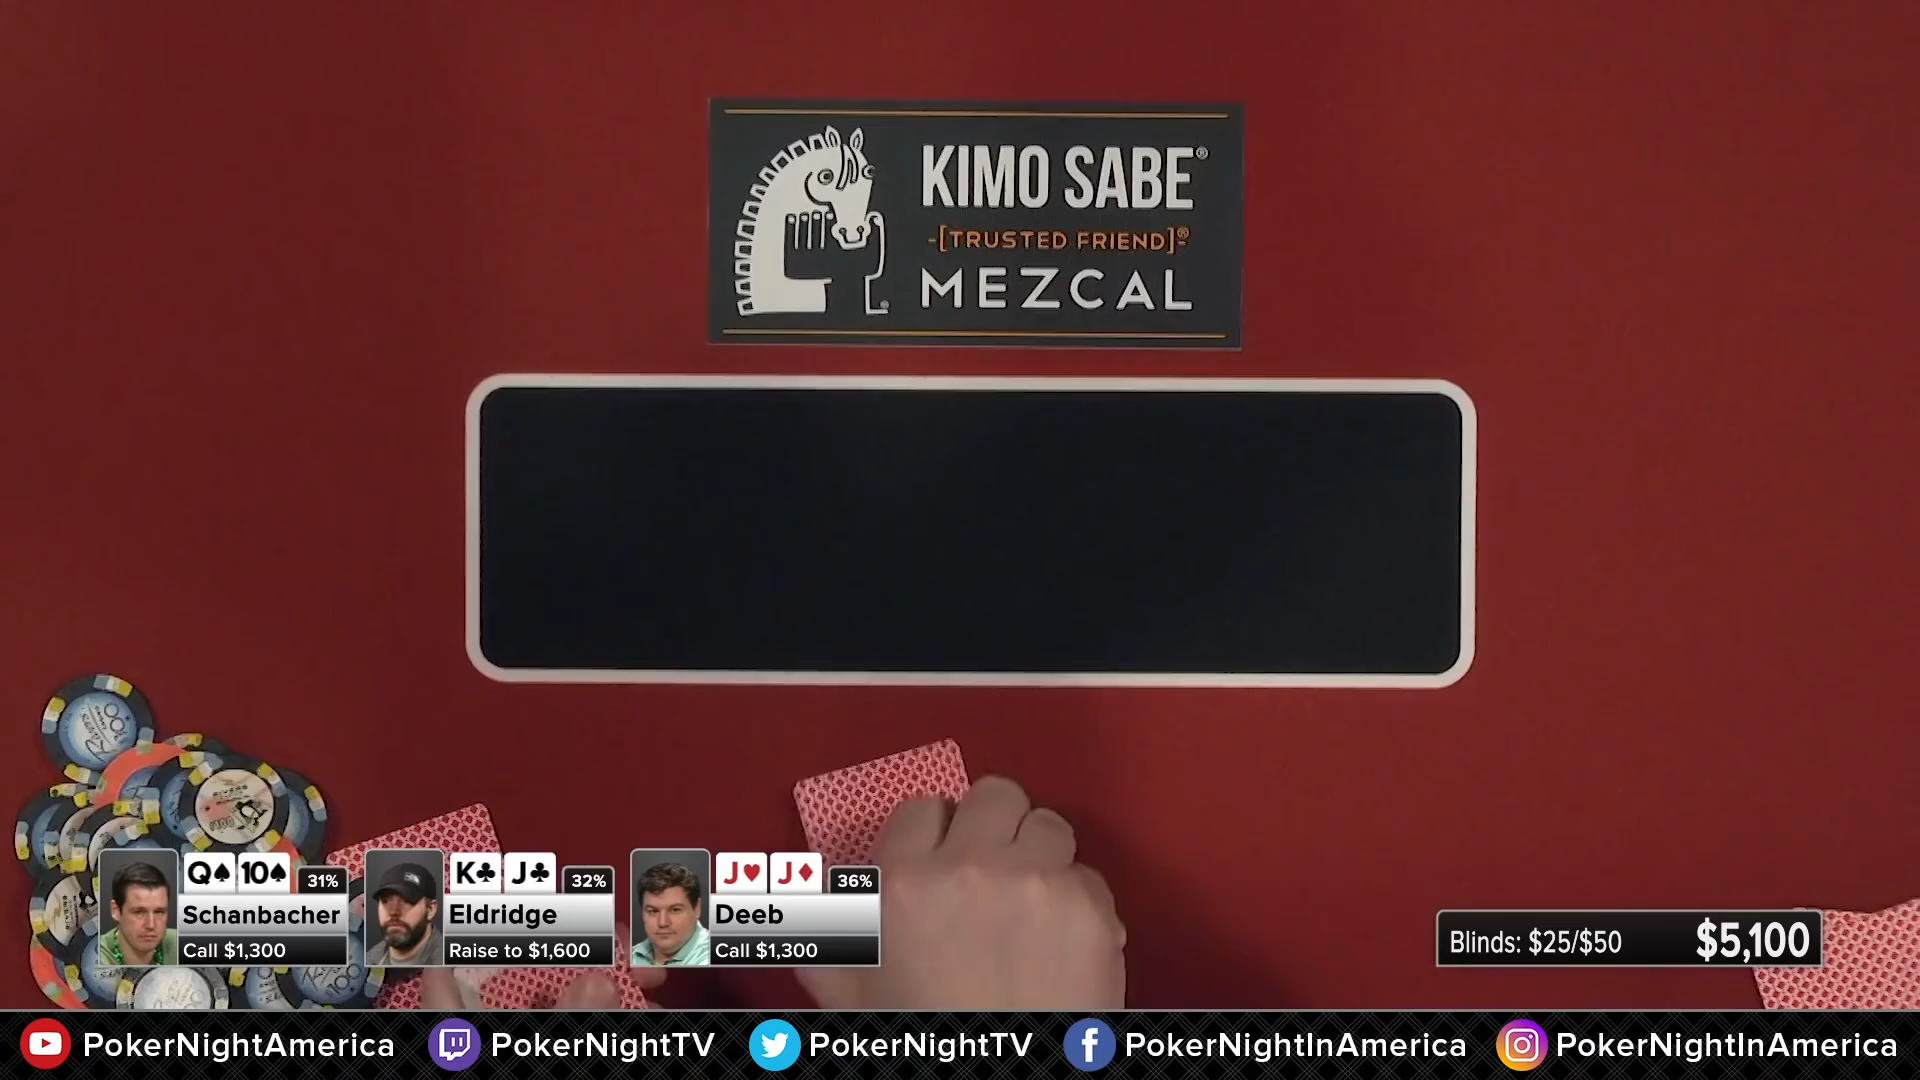 KIMO SABE®
-[TRUSTED FRIEND]®-
MEZCAL
Q♠ 10♠ 31%
Schanbacher
Call $1,300
K♣ J♣ 32%
Eldridge
Raise to $1,600
J♥ J♦ 36%
Deeb
Call $1,300
Blinds: $25/$50 $5,100
PokerNightAmerica PokerNightTV PokerNightTV PokerNightInAmerica PokerNightInAmerica